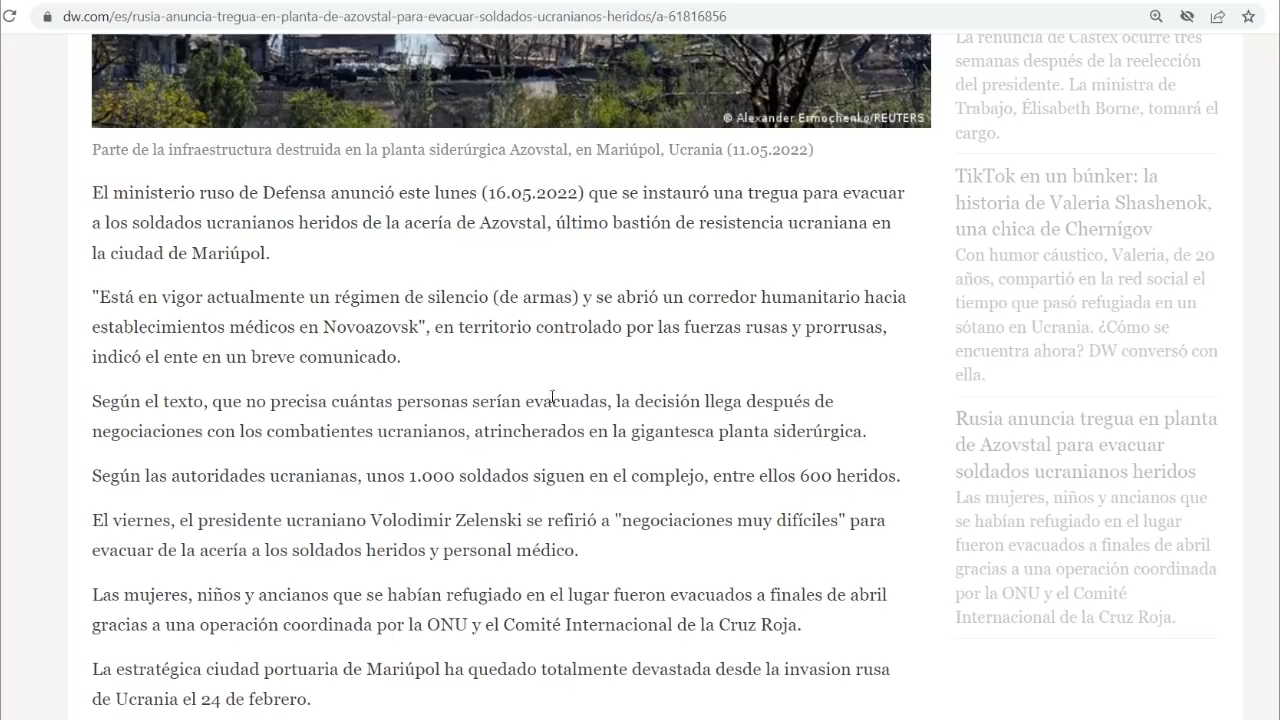 dw.com/es/rusia-anuncia-tregua-en-planta-de-azovstal-para-evacuar-soldados-ucranianos-heridos/a-61816856
© Alexander Ermochenko/REUTERS
Parte de la infraestructura destruida en la planta siderúrgica Azovstal, en Mariúpol, Ucrania (11.05.2022)
El ministerio ruso de Defensa anunció este lunes (16.05.2022) que se instauró una tregua para evacuar
a los soldados ucranianos heridos de la acería de Azovstal, último bastión de resistencia ucraniana en
la ciudad de Mariúpol.
"Está en vigor actualmente un régimen de silencio (de armas) y se abrió un corredor humanitario hacia
establecimientos médicos en Novoazovsk", en territorio controlado por las fuerzas rusas y prorrusas,
indicó el ente en un breve comunicado.
Según el texto, que no precisa cuántas personas serían evacuadas, la decisión llega después de
negociaciones con los combatientes ucranianos, atrincherados en la gigantesca planta siderúrgica.
Según las autoridades ucranianas, unos 1.000 soldados siguen en el complejo, entre ellos 600 heridos.
El viernes, el presidente ucraniano Volodimir Zelenski se refirió a "negociaciones muy difíciles" para
evacuar de la acería a los soldados heridos y personal médico.
Las mujeres, niños y ancianos que se habían refugiado en el lugar fueron evacuados a finales de abril
gracias a una operación coordinada por la ONU y el Comité Internacional de la Cruz Roja.
La estratégica ciudad portuaria de Mariúpol ha quedado totalmente devastada desde la invasion rusa
de Ucrania el 24 de febrero.
La renuncia de Castex ocurre tres
semanas después de la reelección
del presidente. La ministra de
Trabajo, Élisabeth Borne, tomará el
cargo.
TikTok en un búnker: la
historia de Valeria Shashenok,
una chica de Chernígov
Con humor cáustico, Valeria, de 20
años, compartió en la red social el
tiempo que pasó refugiada en un
sótano en Ucrania. ¿Cómo se
encuentra ahora? DW conversó con
ella.
Rusia anuncia tregua en planta
de Azovstal para evacuar
soldados ucranianos heridos
Las mujeres, niños y ancianos que
se habían refugiado en el lugar
fueron evacuados a finales de abril
gracias a una operación coordinada
por la ONU y el Comité
Internacional de la Cruz Roja.